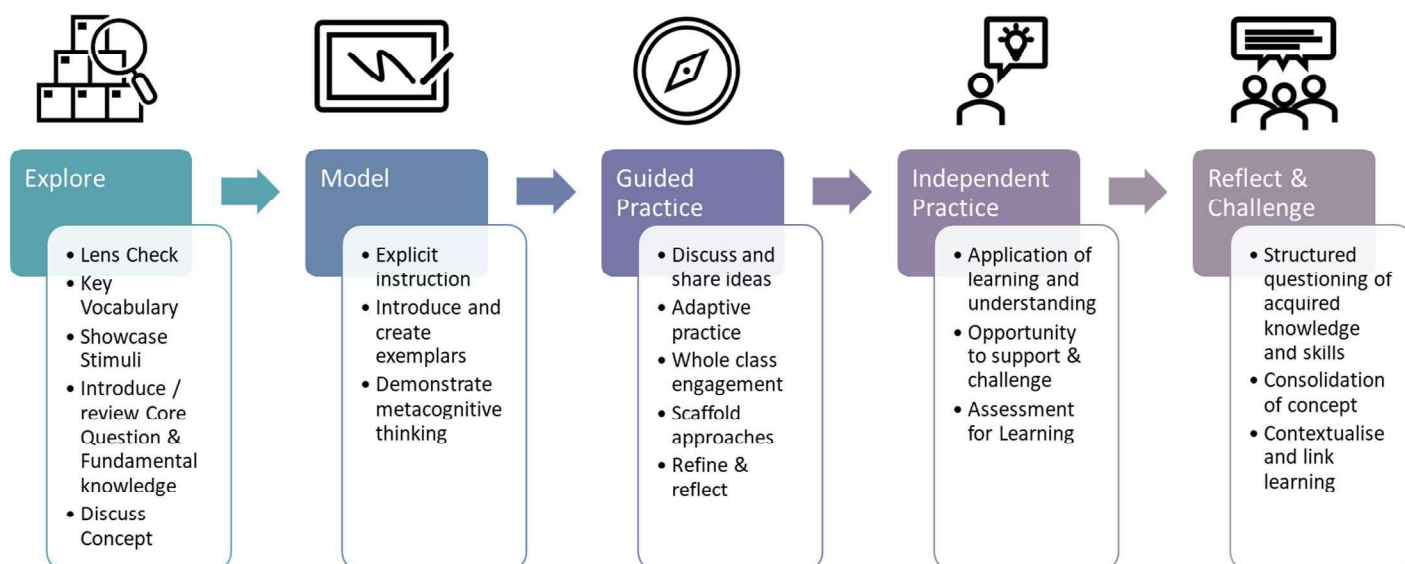 Explore
• Lens Check
• Key
Vocabulary
• Showcase
Stimuli
• Introduce /
review Core
Question &
Fundamental
knowledge
• Discuss
Concept
Model
• Explicit
instruction
• Introduce and
create
exemplars
• Demonstrate
metacognitive
thinking
Guided
Practice
• Discuss and
share ideas
• Adaptive
practice
• Whole class
engagement
• Scaffold
approaches
• Refine &
reflect
Independent
Practice
• Application of
learning and
understanding
• Opportunity
to support &
challenge
• Assessment
for Learning
Reflect &
Challenge
• Structured
questioning of
acquired
knowledge
and skills
• Consolidation
of concept
• Contextualise
and link
learning